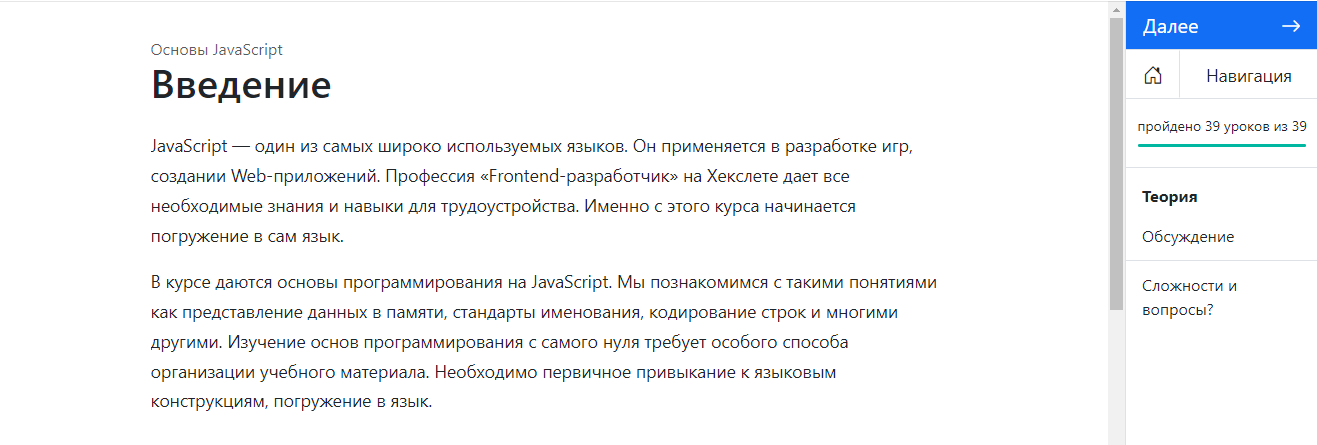 Основы JavaScript
Введение
JavaScript — один из самых широко используемых языков. Он применяется в разработке игр,
создании Web-приложений. Профессия «Frontend-разработчик» на Хекслете дает все
необходимые знания и навыки для трудоустройства. Именно с этого курса начинается
погружение в сам язык.
В курсе даются основы программирования на JavaScript. Мы познакомимся с такими понятиями
как представление данных в памяти, стандарты именования, кодирование строк и многими
другими. Изучение основ программирования с самого нуля требует особого способа
организации учебного материала. Необходимо первичное привыкание к языковым
конструкциям, погружение в язык.
Далее
Навигация
пройдено 39 уроков из 39
Теория
Обсуждение
Сложности и
вопросы?